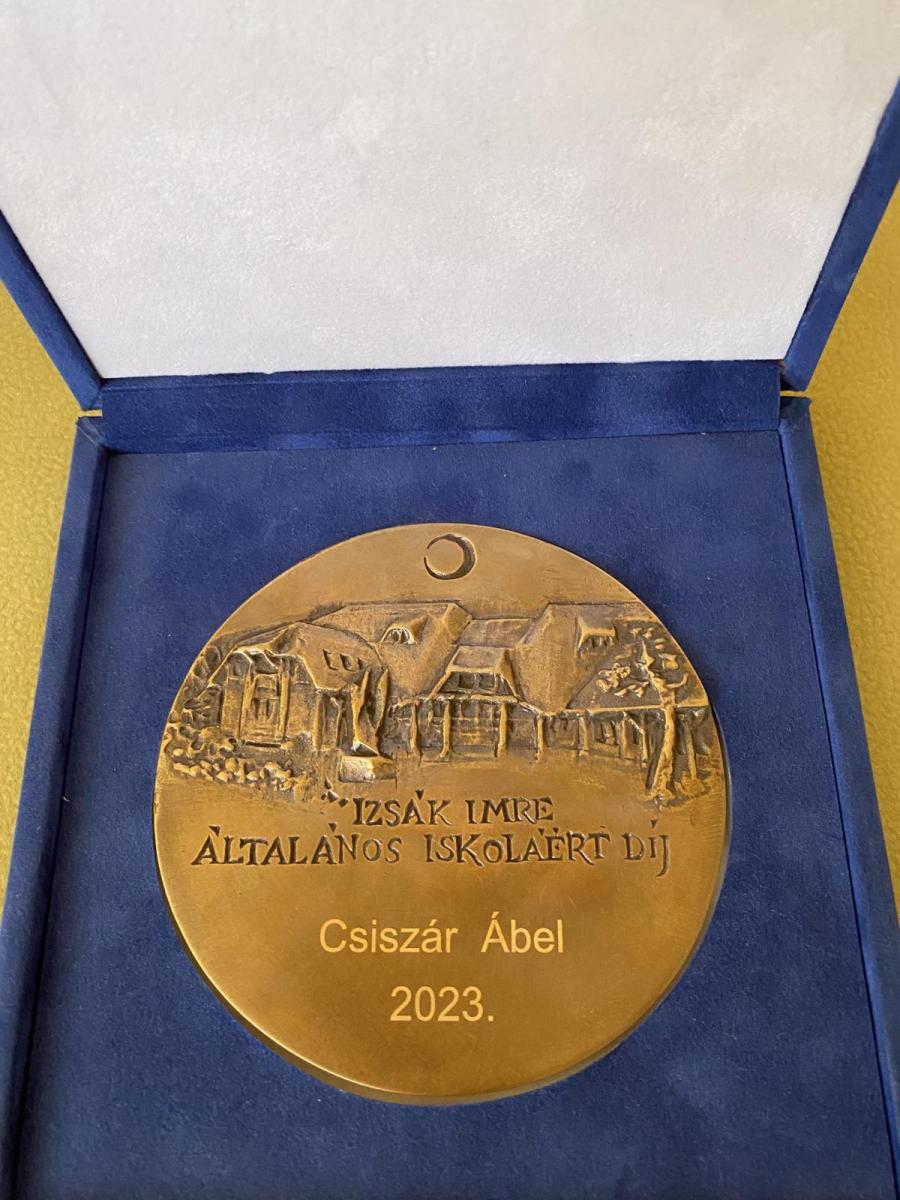 "IZSÁK IMRE
ÁLTALÁNOS ISKOLÁÉRT DÍJ
Csiszár Ábel
2023.